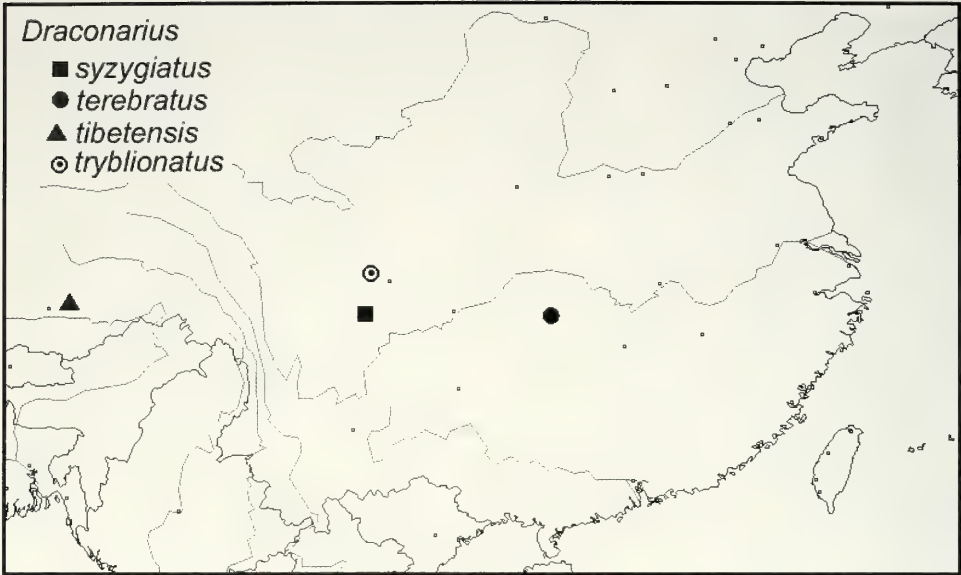 Draconarius
syzygiatus
terebratus
tibetensis
tryblionatus